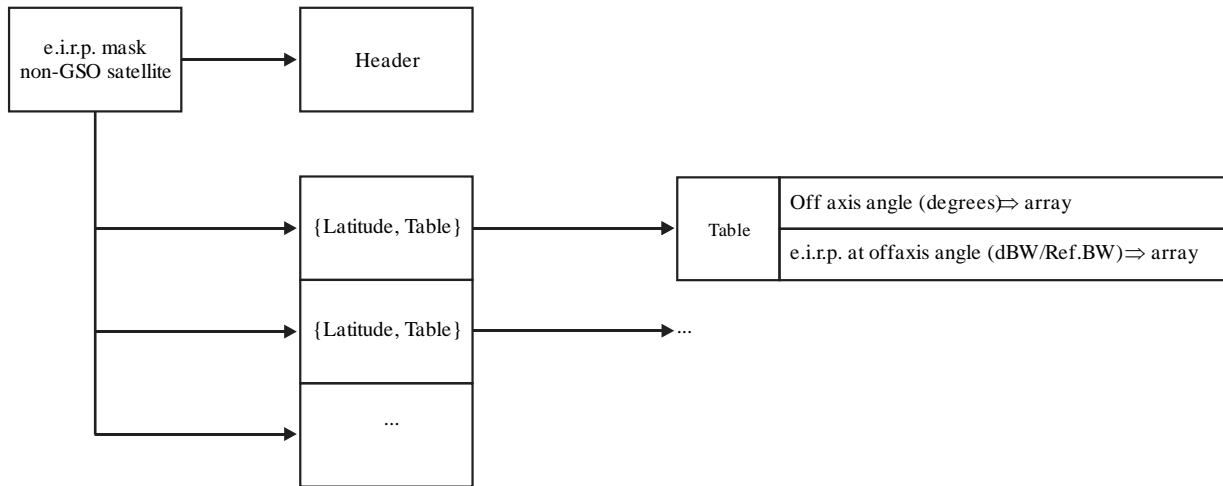 e.i.r.p. mask
non-GSO satellite
Header
{Latitude, Table}
Table
Off axis angle (degrees)⇒ array
e.i.r.p. at offaxis angle (dBW/Ref.BW)⇒ array
{Latitude, Table}
...
...